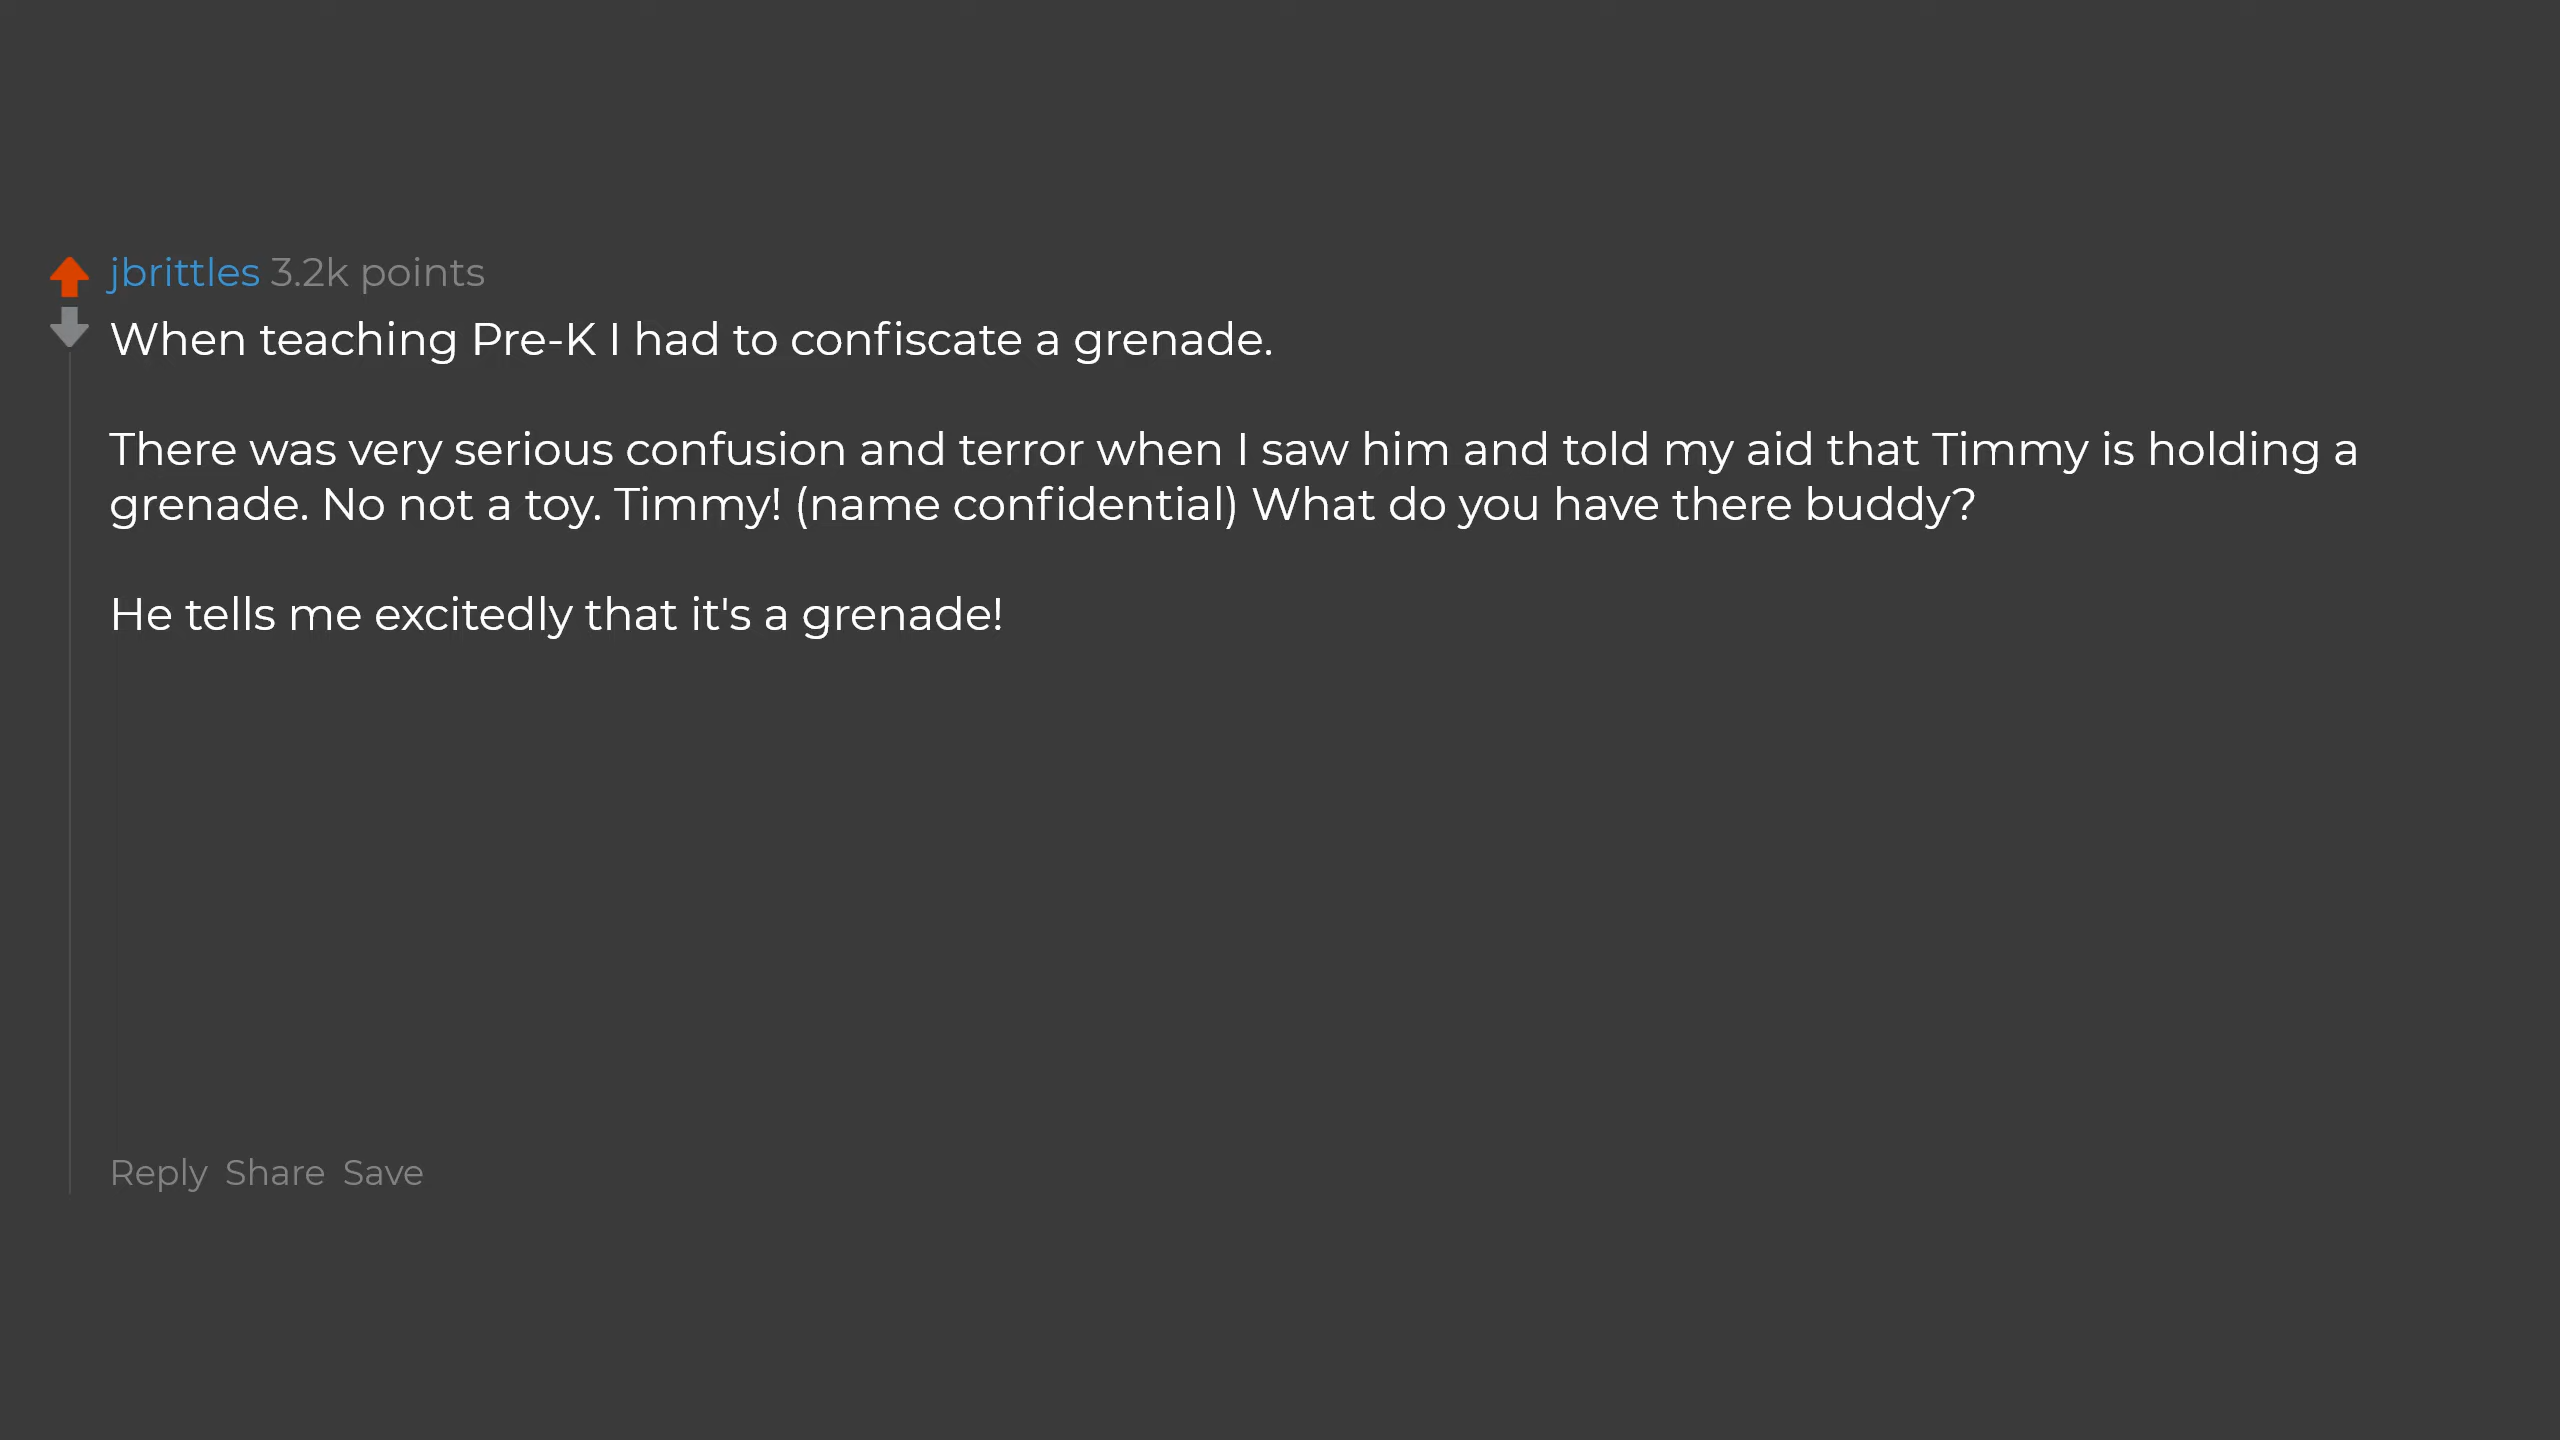 jbrittles 3.2k points
When teaching Pre-K I had to confiscate a grenade.
There was very serious confusion and terror when I saw him and told my aid that Timmy is holding a
grenade. No not a toy. Timmy! (name confidential) What do you have there buddy?
He tells me excitedly that it's a grenade!
Reply Share Save